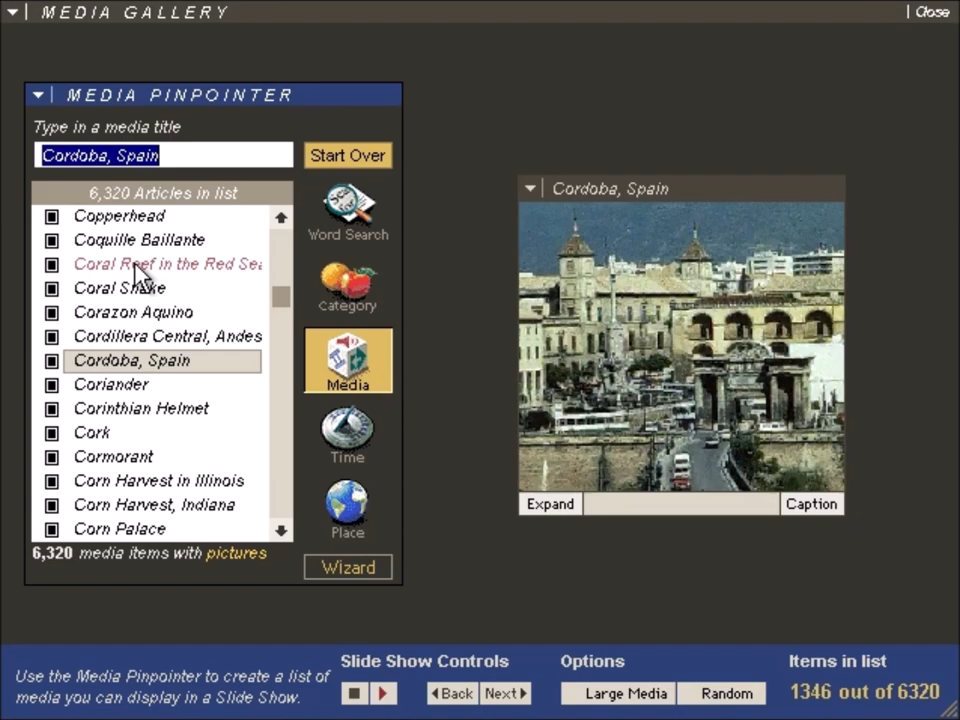 MEDIA GALLERY
Close
MEDIA PINPOINTER
Type in a media title
Cordoba, Spain
Start Over
6,320 Articles in list
Copperhead
Coquille Baillante
Coral Reef in the Red Sea
Coral Snake
Corazon Aquino
Cordillera Central, Andes
Cordoba, Spain
Coriander
Corinthian Helmet
Cork
Cormorant
Corn Harvest in Illinois
Corn Harvest, Indiana
Corn Palace
6,320 media items with pictures
Word Search
Category
Media
Time
Place
Wizard
Cordoba, Spain
Expand
Caption
Use the Media Pinpointer to create a list of
media you can display in a Slide Show.
Slide Show Controls
Back
Next
Options
Large Media
Random
Items in list
1346 out of 6320